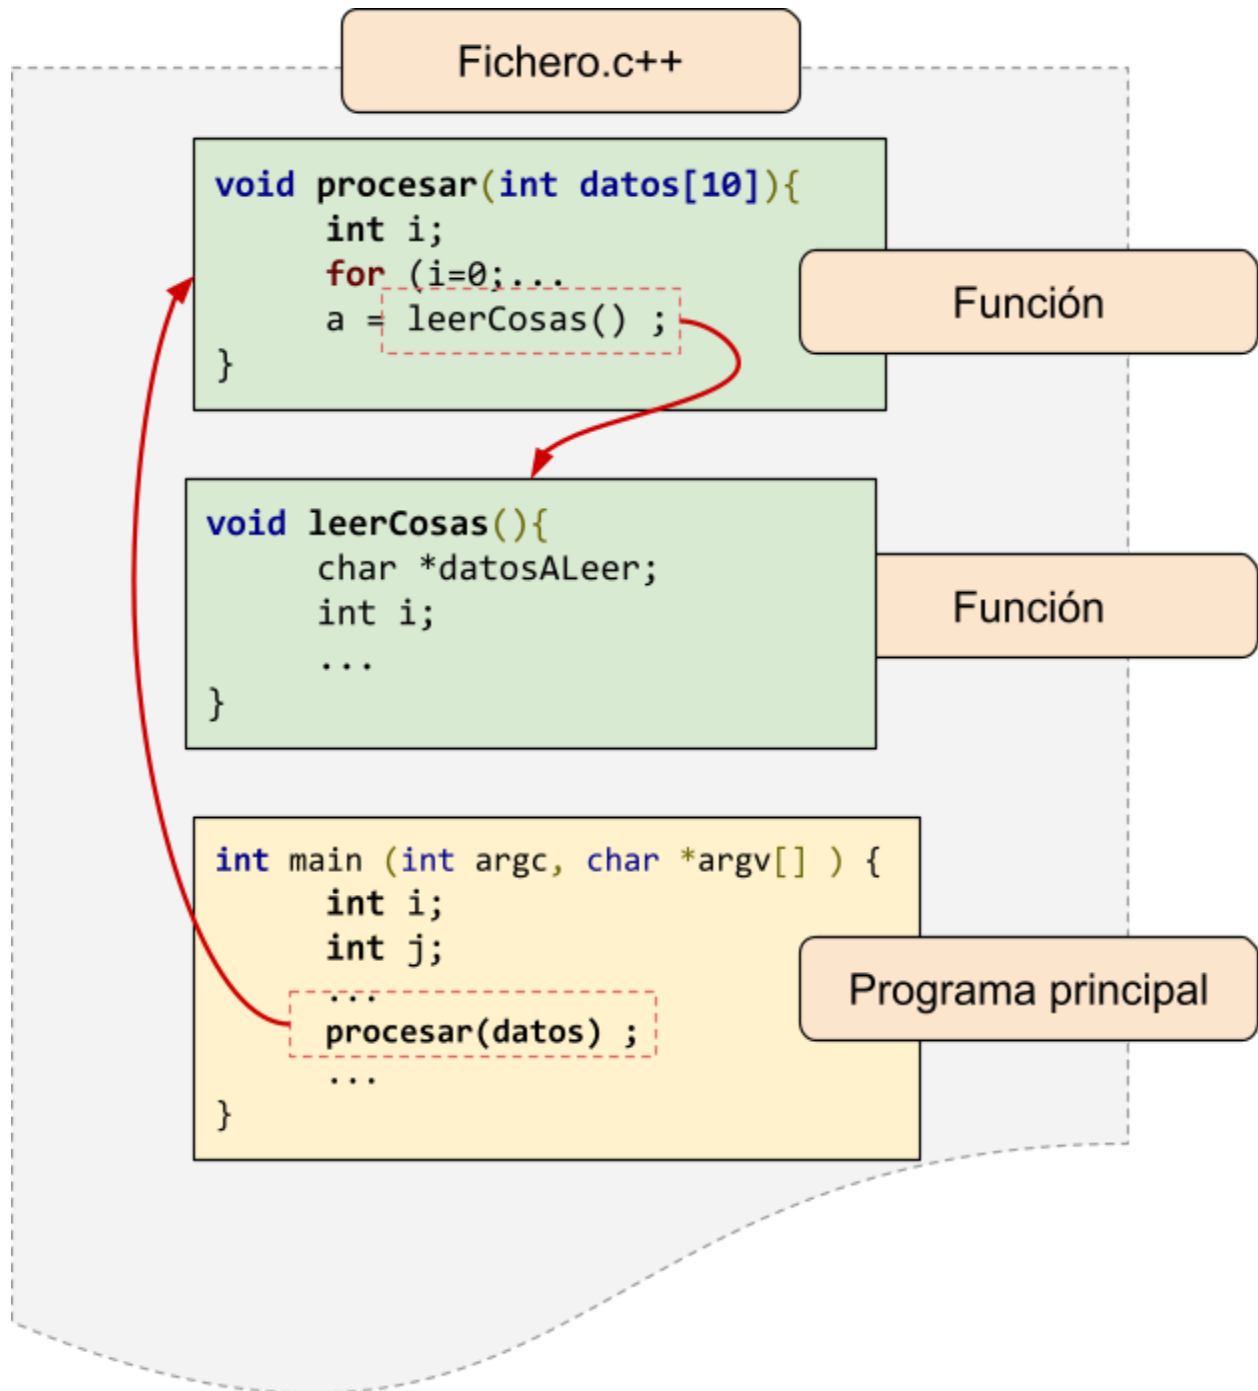 Fichero.c++
void procesar(int datos[10]){
int i;
for (i=0;...
a = leerCosas() ;
}
Función
void leerCosas(){
char *datosALeer;
int i;
...
}
Función
int main (int argc, char *argv[] ) {
int i;
int j;
...
procesar(datos) ;
...
}
Programa principal